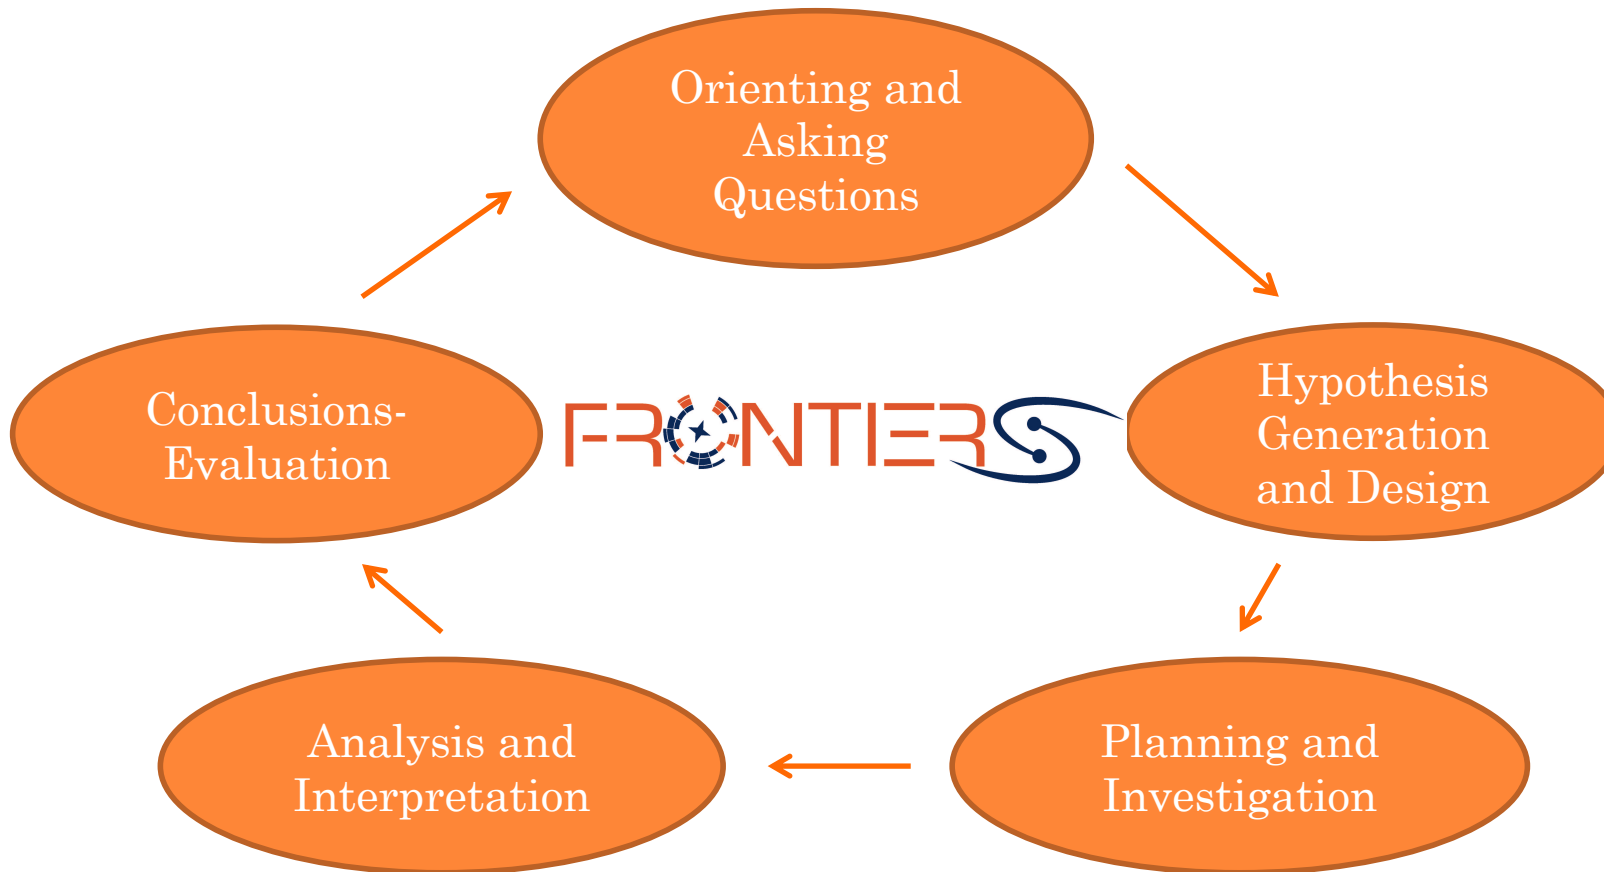 Orienting and
Asking
Questions
Conclusions-
Evaluation
FRONTIERS
Hypothesis
Generation
and Design
Analysis and
Interpretation
Planning and
Investigation